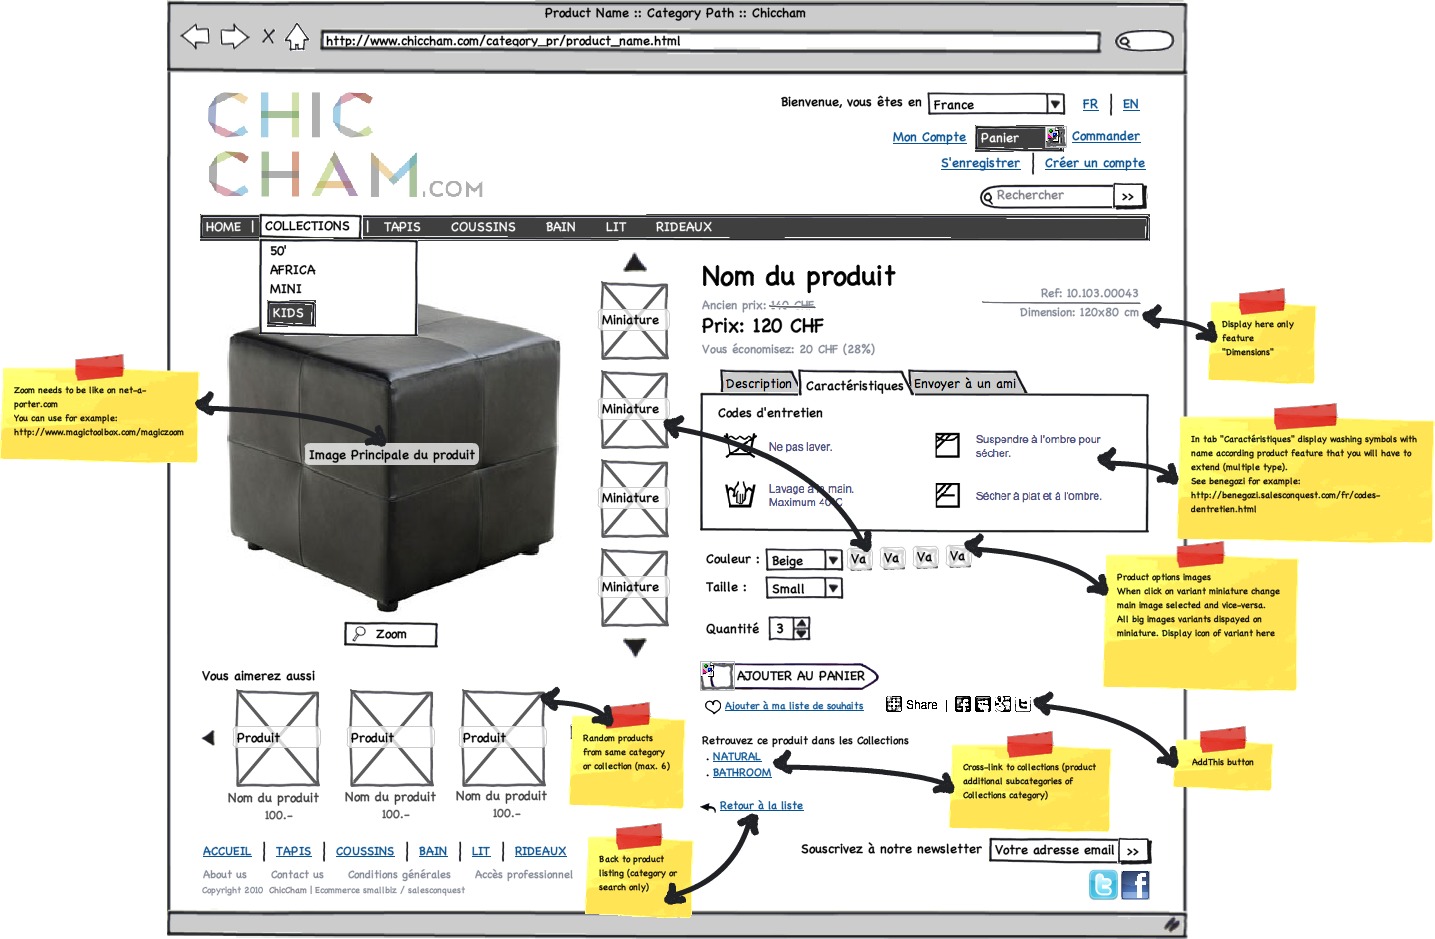 Product Name :: Category Path :: Chiccham
http://www.chiccham.com/category_pr/product_name.html
CHIC
CHAM.COM
Bienvenue, vous êtes en France FR | EN
Mon Compte Panier Commander
S'enregistrer | Créer un compte
Rechercher >>
HOME | COLLECTIONS | TAPIS COUSSINS BAIN LIT RIDEAUX
50'
AFRICA
MINI
KIDS
Image Principale du produit
Zoom
Miniature
Miniature
Miniature
Miniature
Nom du produit
Ancien prix: 140 CHF
Prix: 120 CHF
Vous économisez: 20 CHF (28%)
Ref: 10.103.00043
Dimension: 120x80 cm
Description Caractéristiques Envoyer à un ami
Codes d'entretien
Ne pas laver.
Suspendre à l'ombre pour
sécher.
Lavage à la main.
Maximum 40°C
Sécher à plat et à l'ombre.
Couleur : Beige Va Va Va Va
Taille : Small
Quantité 3
AJOUTER AU PANIER
Ajouter à ma liste de souhaits
Share |
Retrouvez ce produit dans les Collections
. NATURAL
. BATHROOM
Retour à la liste
Vous aimerez aussi
Produit Produit Produit
Nom du produit Nom du produit Nom du produit
100.- 100.- 100.-
ACCUEIL | TAPIS | COUSSINS | BAIN | LIT | RIDEAUX
About us Contact us Conditions générales Accès professionnel
Copyright 2010 ChicCham | Ecommerce smallbiz / salesconquest
Souscrivez à notre newsletter Votre adresse email >>
Zoom needs to be like on net-a-
porter.com
You can use for example:
http://www.magictoolbox.com/magiczoom
Display here only
feature
"Dimensions"
In tab "Caractéristiques" display washing symbols with
name according product feature that you will have to
extend (multiple type).
See benegozi for example:
http://benegozi.salesconquest.com/fr/codes-
dentretien.html
Product options images
When click on variant miniature change
main image selected and vice-versa.
All big images variants dispayed on
miniature. Display icon of variant here
Random products
from same category
or collection (max. 6)
AddThis button
Cross-link to collections (product
additional subcategories of
Collections category)
Back to product
listing (category or
search only)